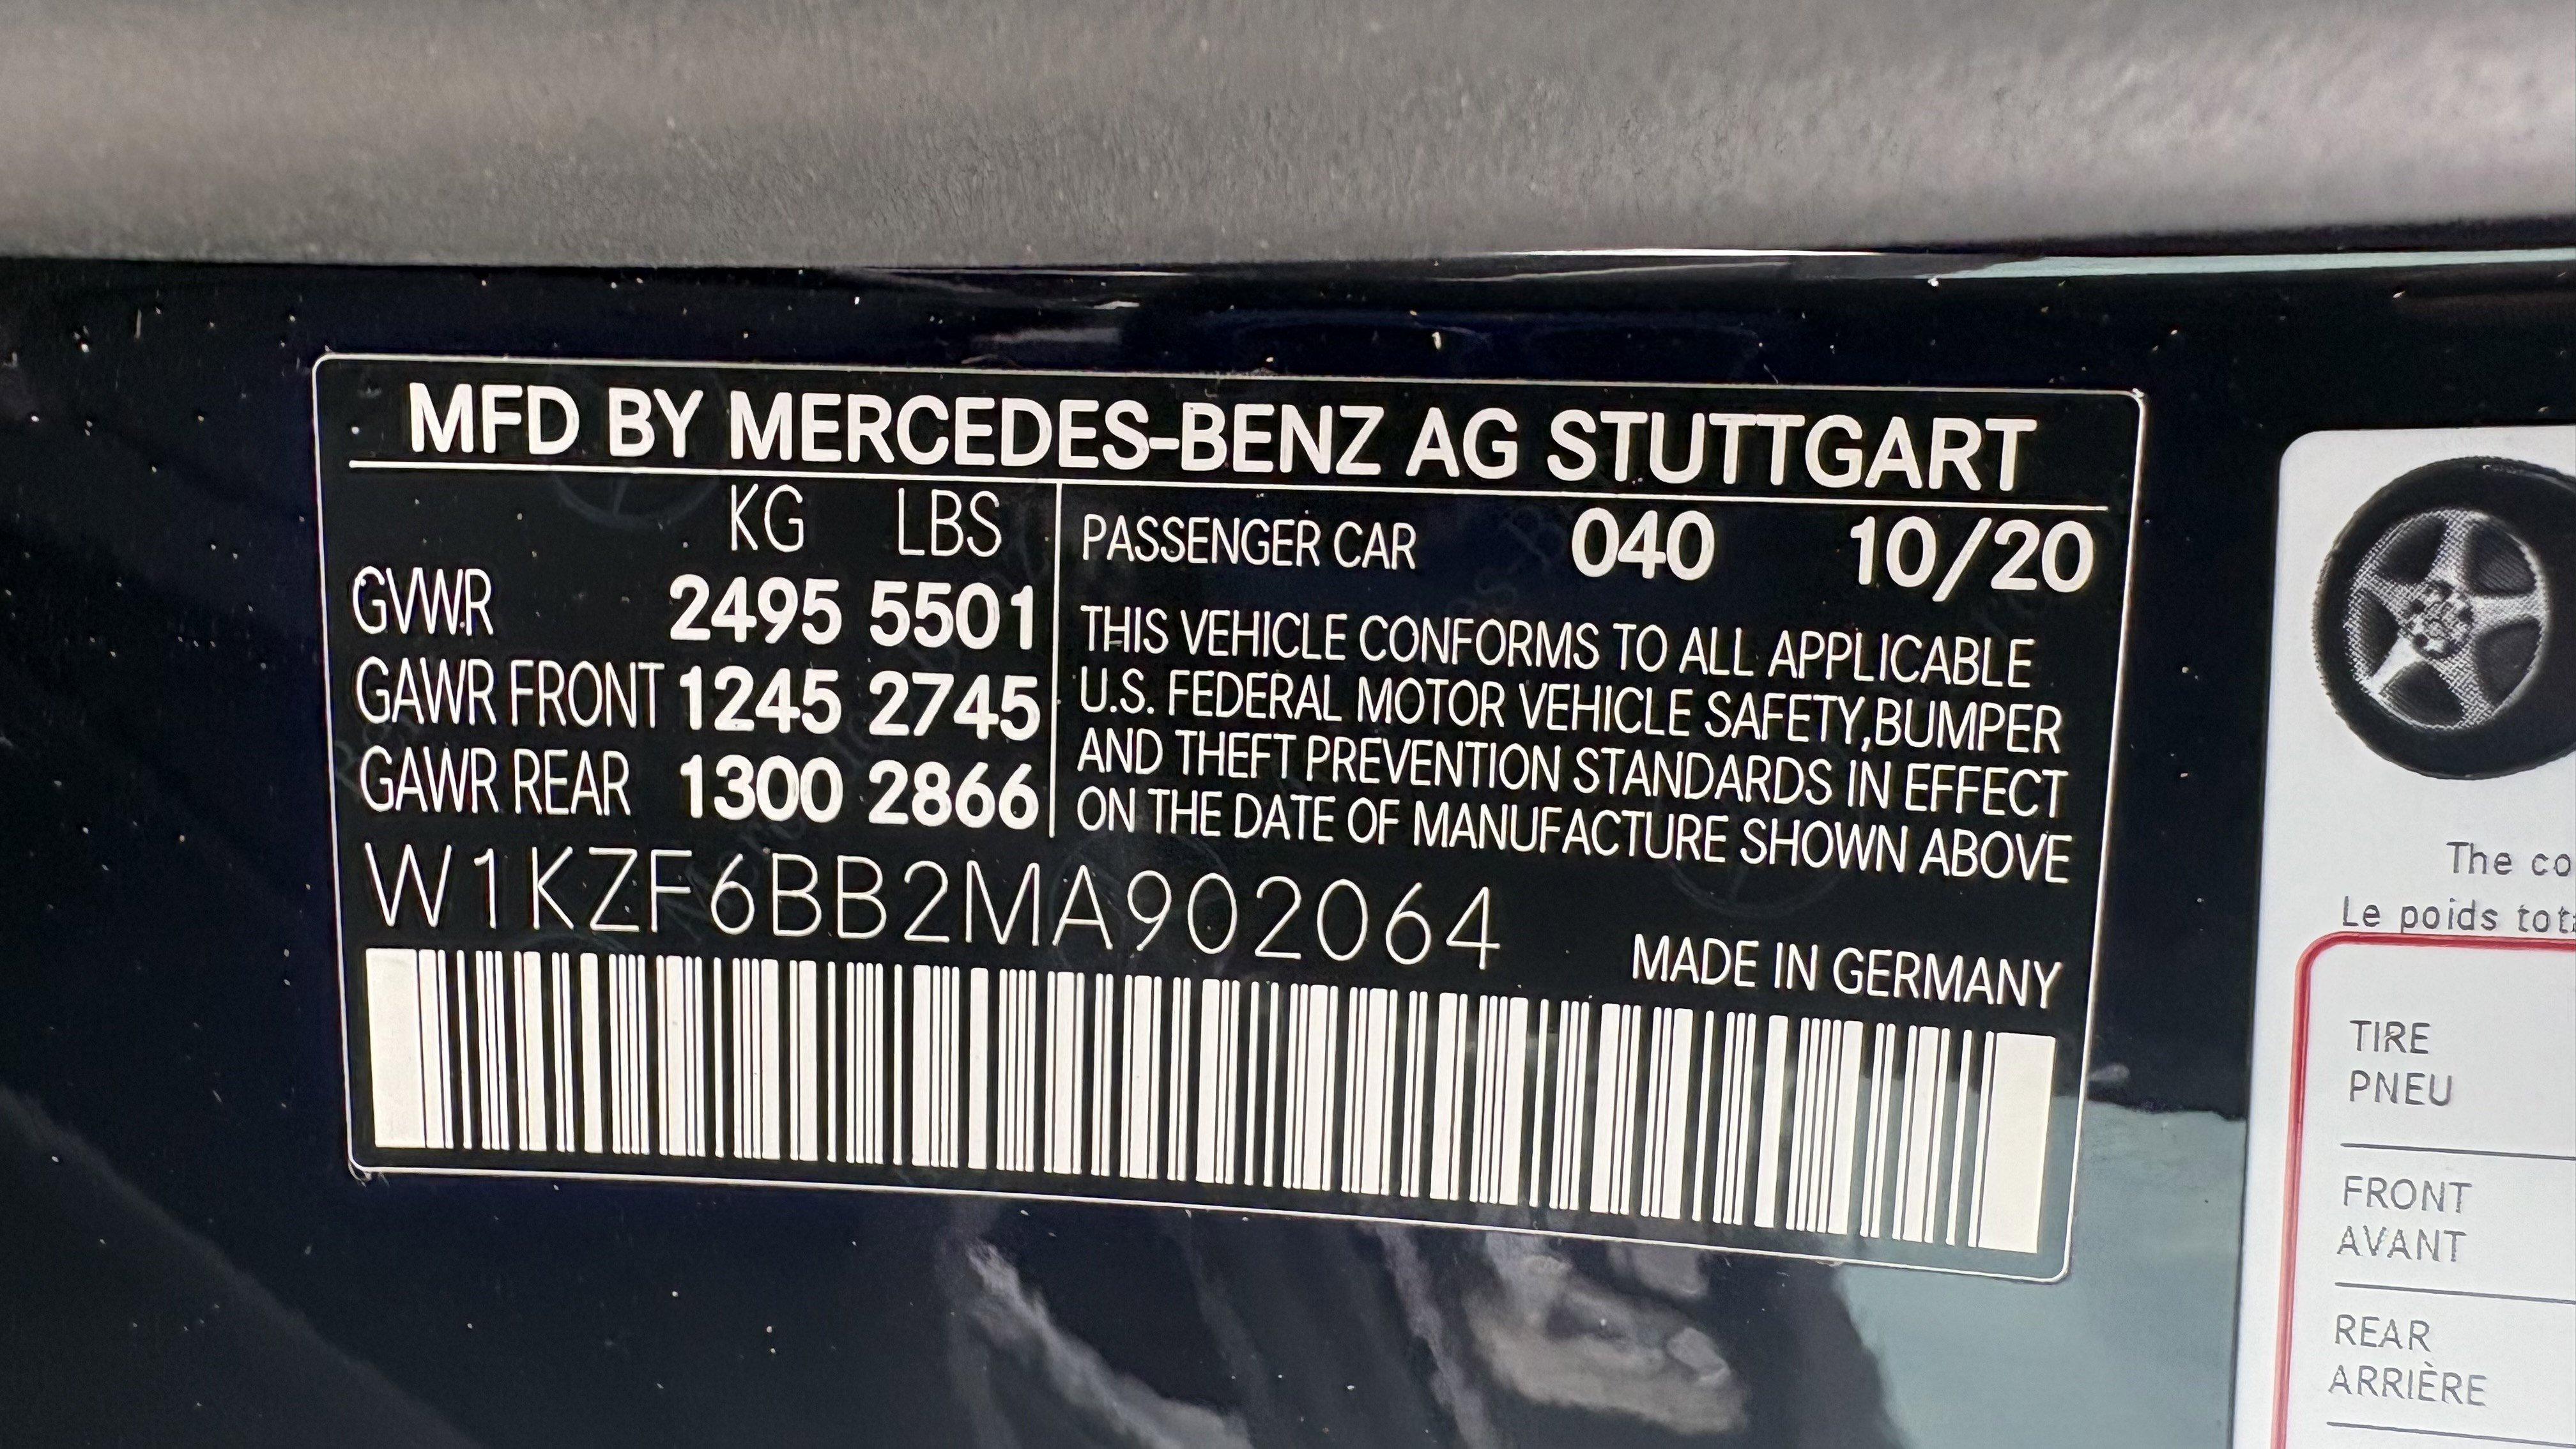 MFD BY MERCEDES-BENZ AG STUTTGART
KG LBS
GVWR 2495 5501
GAWR FRONT 1245 2745
GAWR REAR 1300 2866
PASSENGER CAR 040 10/20
THIS VEHICLE CONFORMS TO ALL APPLICABLE
U.S. FEDERAL MOTOR VEHICLE SAFETY,BUMPER
AND THEFT PREVENTION STANDARDS IN EFFECT
ON THE DATE OF MANUFACTURE SHOWN ABOVE
W1KZF6BB2MA902064
MADE IN GERMANY
The co
Le poids tot
TIRE
PNEU
FRONT
AVANT
REAR
ARRIÈRE